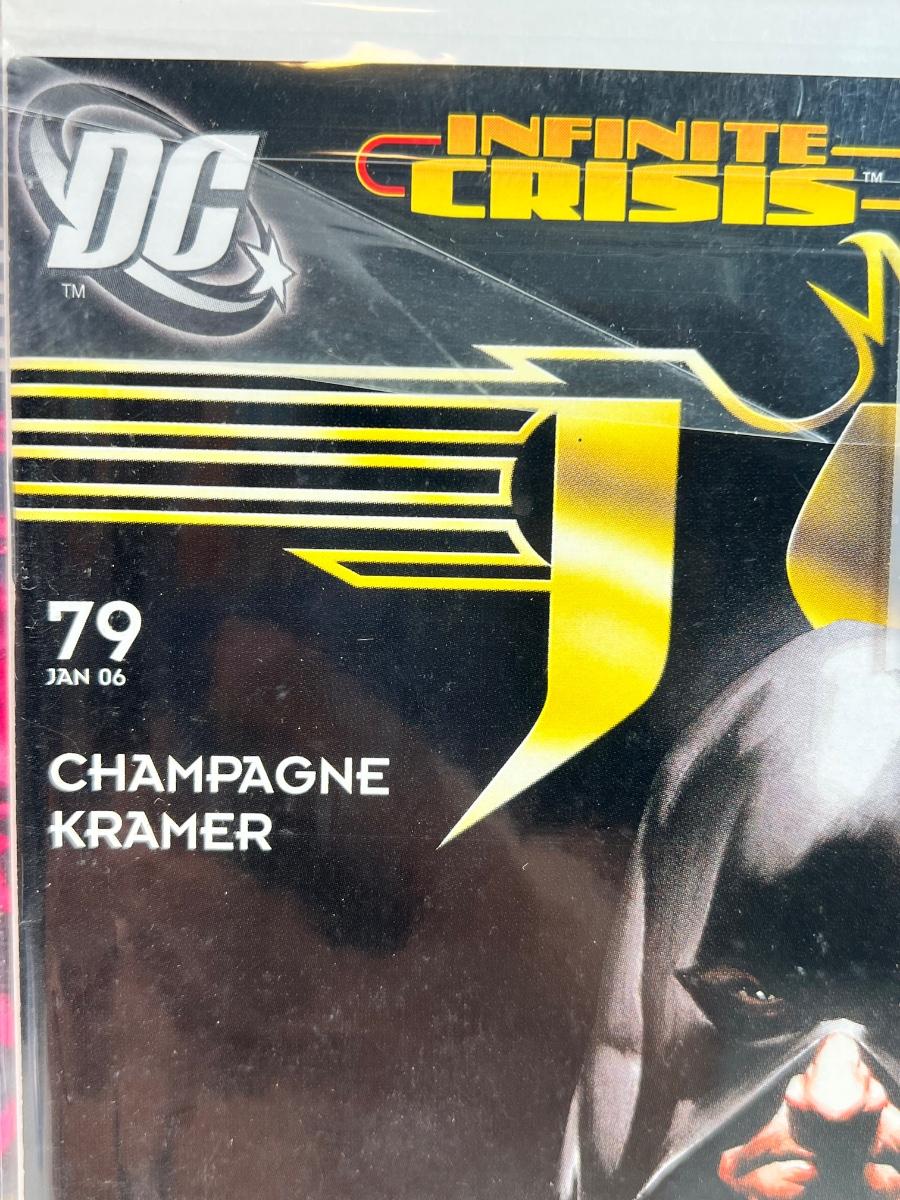 DC
TM
INFINITE
CRISIS TM
J
79
JAN 06
CHAMPAGNE
KRAMER